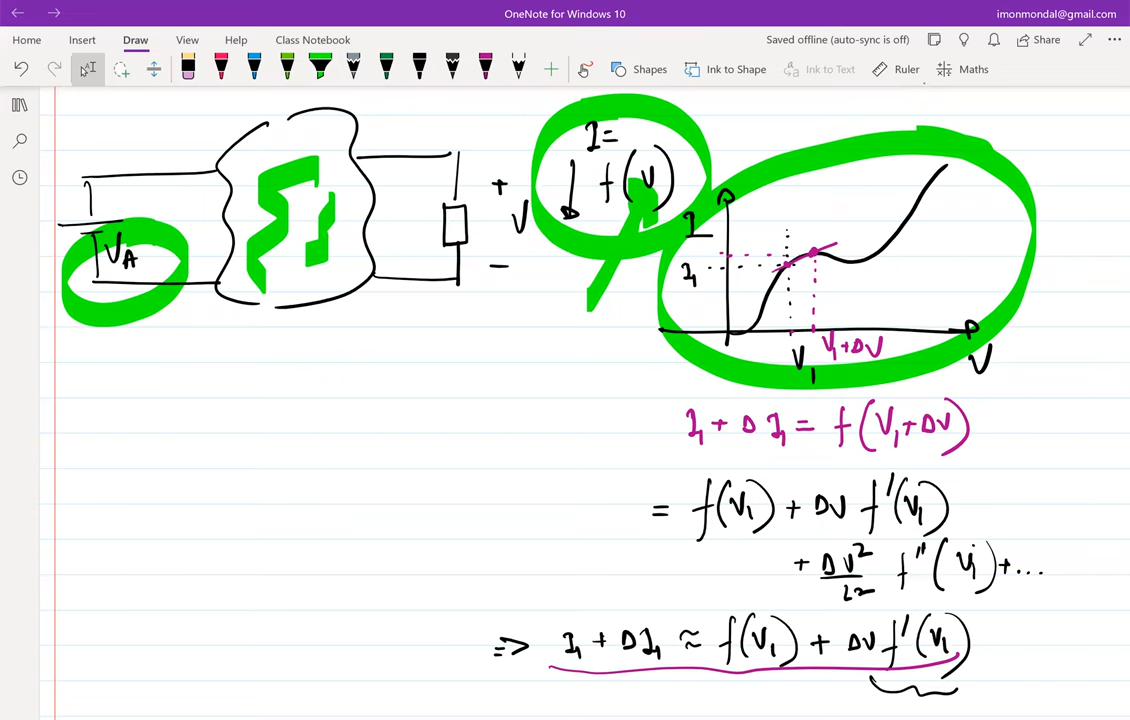 OneNote for Windows 10
imonmondal@gmail.com
Home Insert Draw View Help Class Notebook
Saved offline (auto-sync is off) Share
Shapes Ink to Shape Ink to Text Ruler Maths
V_A
+
V
−
I =
f(V)
I
I₁
V₁
V₁+ΔV
V
I₁ + ΔI₁ = f(V₁+ΔV)
= f(V₁) + ΔV f'(V₁)
+ ΔV²/∟2 f''(V₁) + ...
=> I₁ + ΔI₁ ≈ f(V₁) + ΔV f'(V₁)